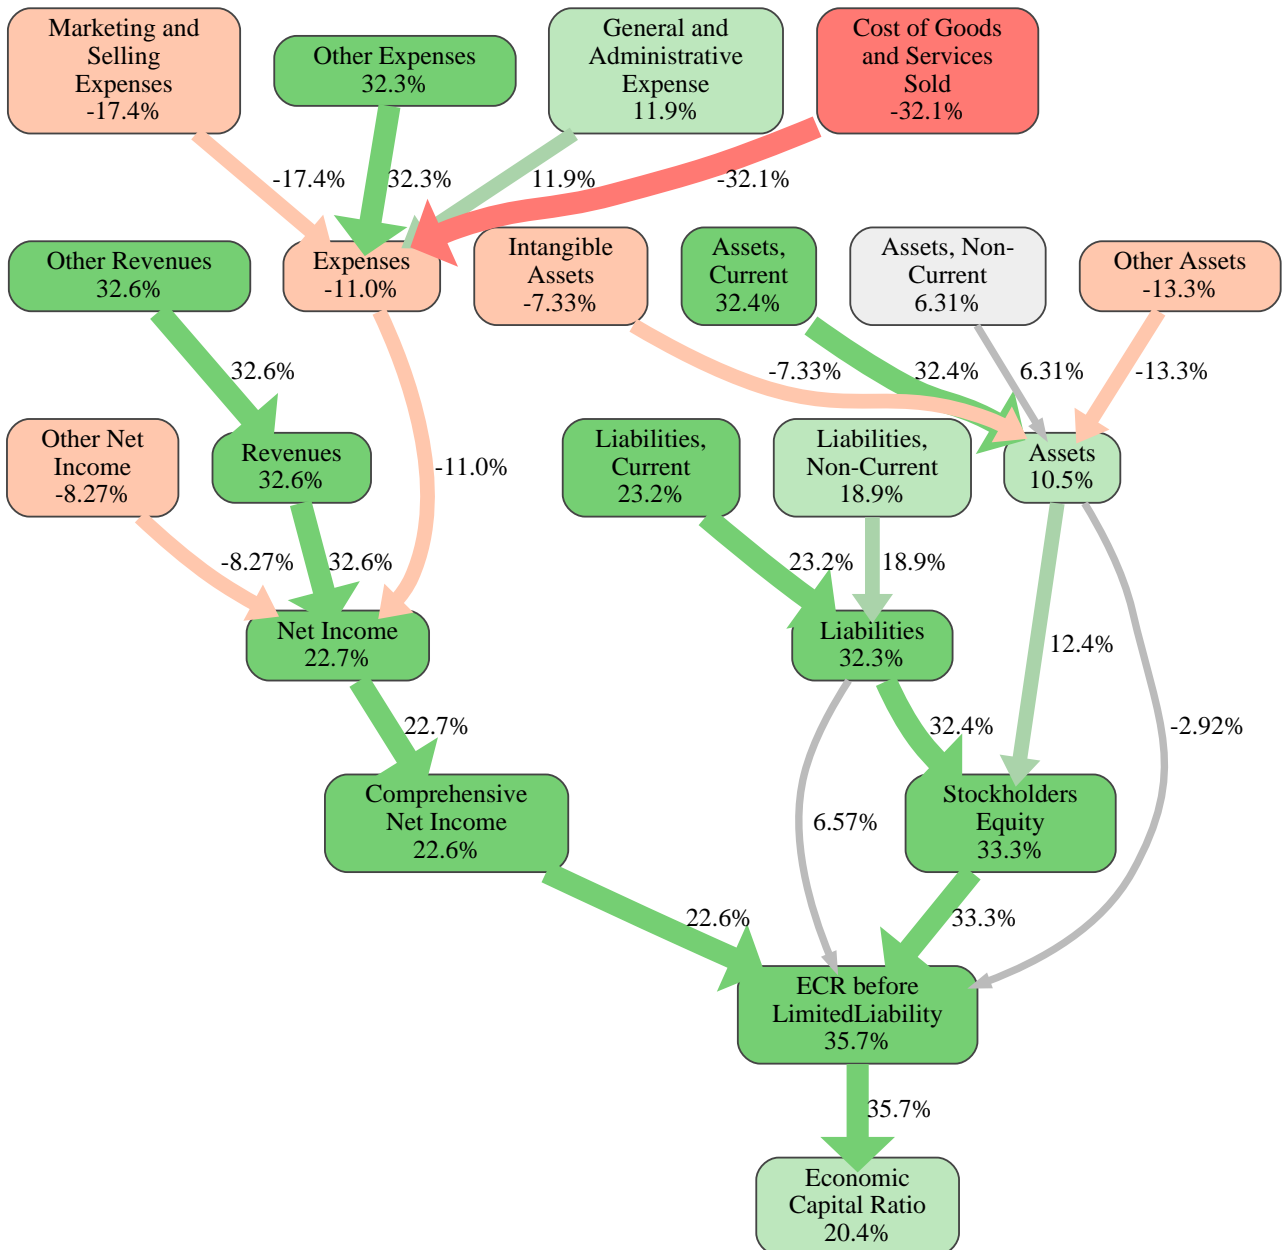 Marketing and
Selling
Expenses
-17.4%
Other Expenses
32.3%
General and
Administrative
Expense
11.9%
Cost of Goods
and Services
Sold
-32.1%
-17.4%
32.3%
11.9%
-32.1%
Other Revenues
32.6%
Expenses
-11.0%
Intangible
Assets
-7.33%
Assets,
Current
32.4%
Assets, Non-
Current
6.31%
Other Assets
-13.3%
32.6%
-7.33%
32.4%
6.31%
-13.3%
Other Net
Income
-8.27%
Revenues
32.6%
-11.0%
Liabilities,
Current
23.2%
Liabilities,
Non-Current
18.9%
Assets
10.5%
-8.27%
32.6%
23.2%
18.9%
Net Income
22.7%
Liabilities
32.3%
12.4%
22.7%
32.4%
-2.92%
Comprehensive
Net Income
22.6%
6.57%
Stockholders
Equity
33.3%
22.6%
33.3%
ECR before
LimitedLiability
35.7%
35.7%
Economic
Capital Ratio
20.4%